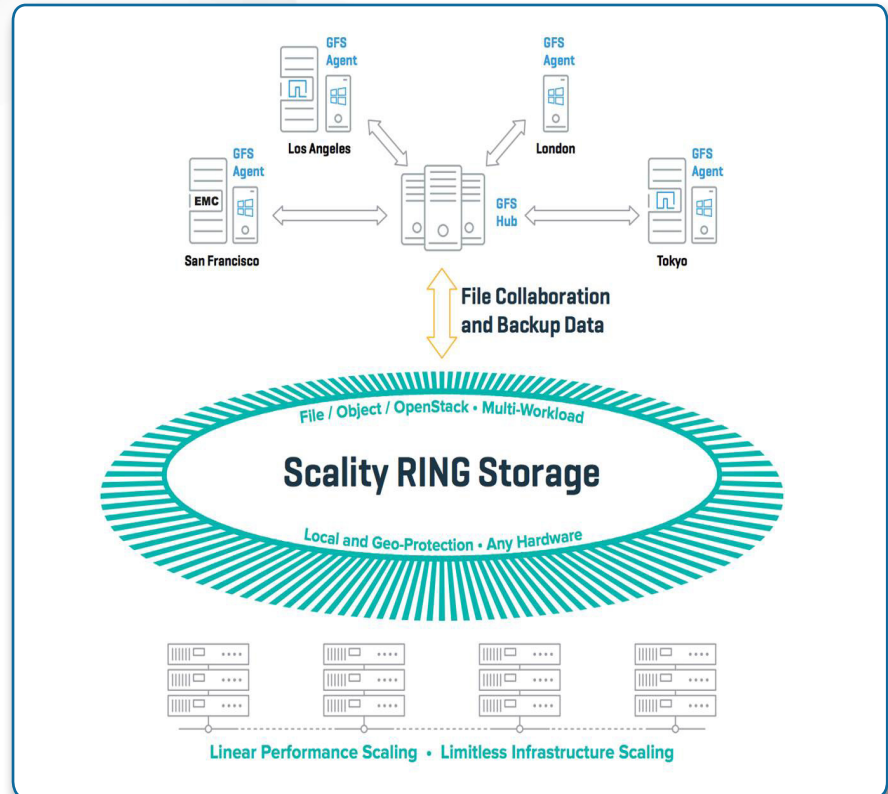 GFS
Agent
Los Angeles
GFS
Agent
London
GFS
Agent
EMC
San Francisco
GFS
Hub
GFS
Agent
Tokyo
File Collaboration
and Backup Data
File / Object / OpenStack • Multi-Workload
Scality RING Storage
Local and Geo-Protection • Any Hardware
Linear Performance Scaling • Limitless Infrastructure Scaling